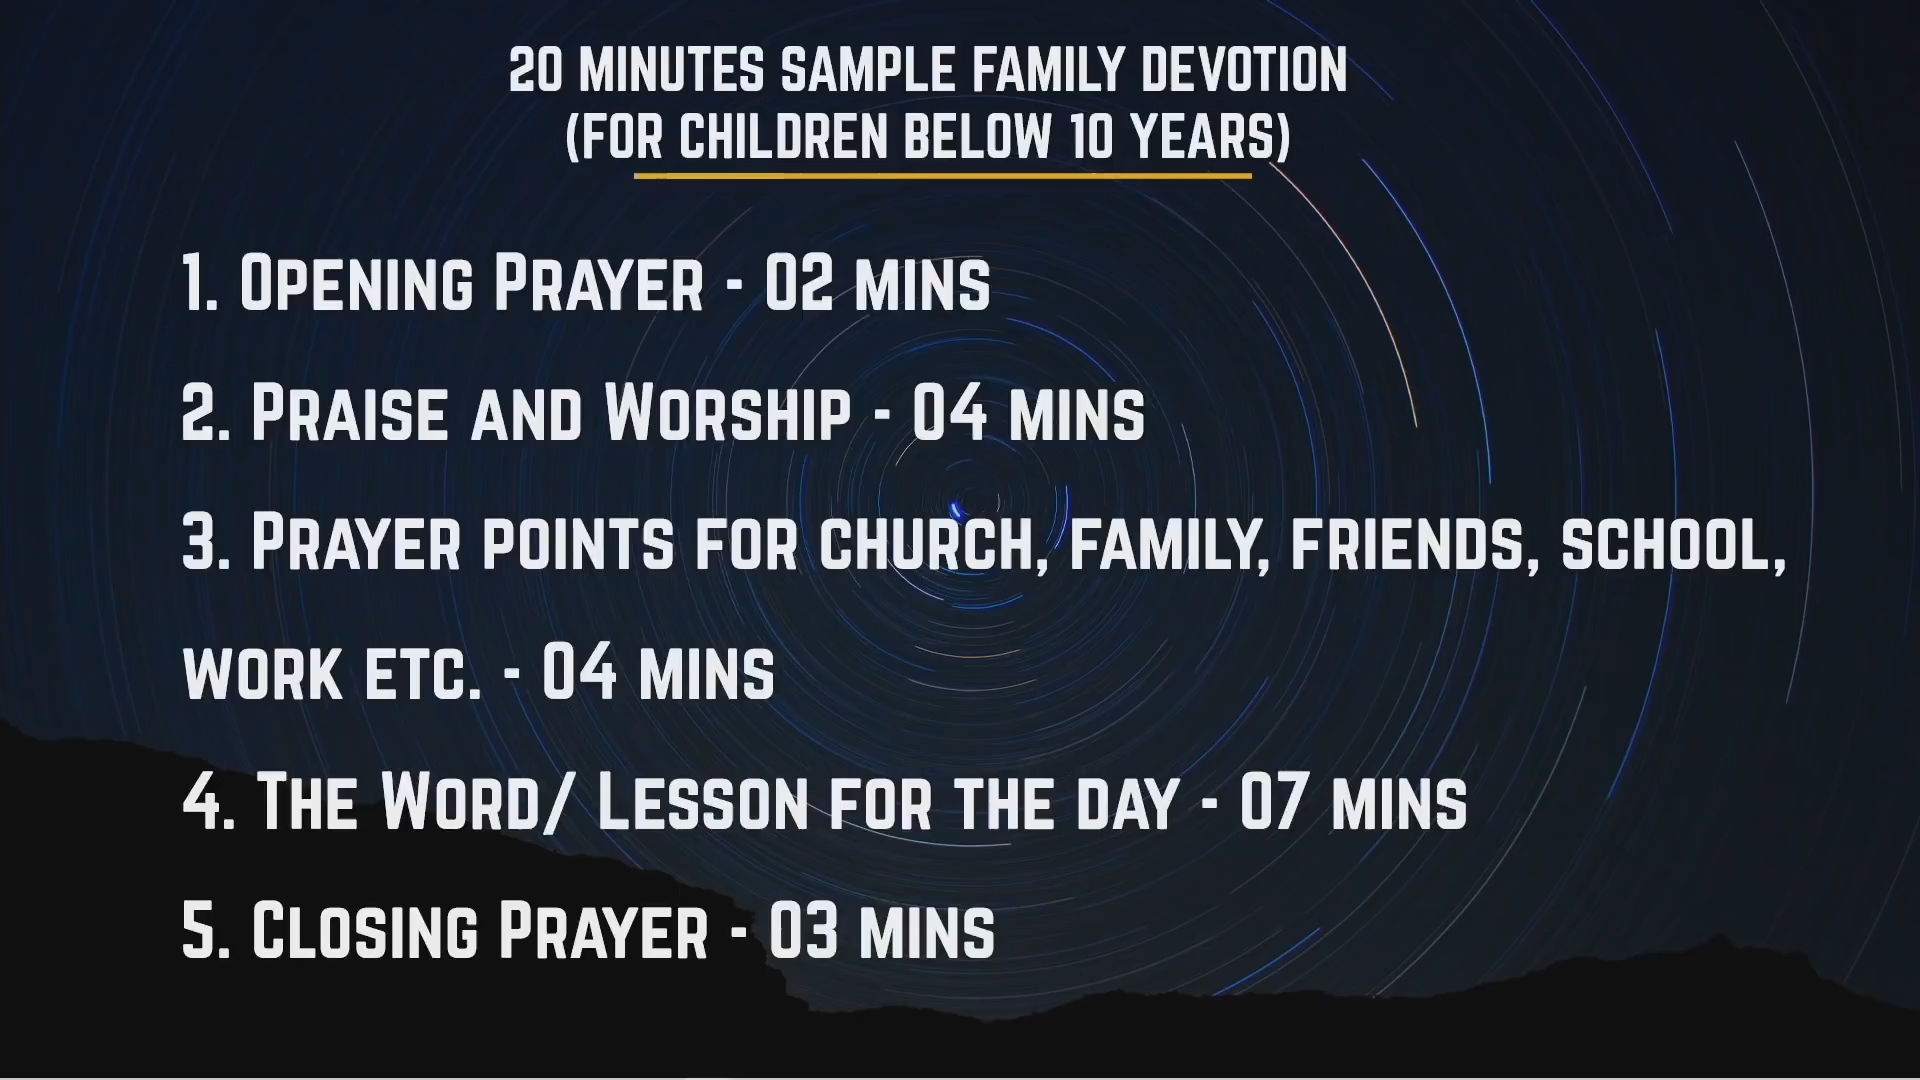 20 MINUTES SAMPLE FAMILY DEVOTION
(FOR CHILDREN BELOW 10 YEARS)
1. OPENING PRAYER - 02 MINS
2. PRAISE AND WORSHIP - 04 MINS
3. PRAYER POINTS FOR CHURCH, FAMILY, FRIENDS, SCHOOL,
WORK ETC. - 04 MINS
4. THE WORD/ LESSON FOR THE DAY - 07 MINS
5. CLOSING PRAYER - 03 MINS